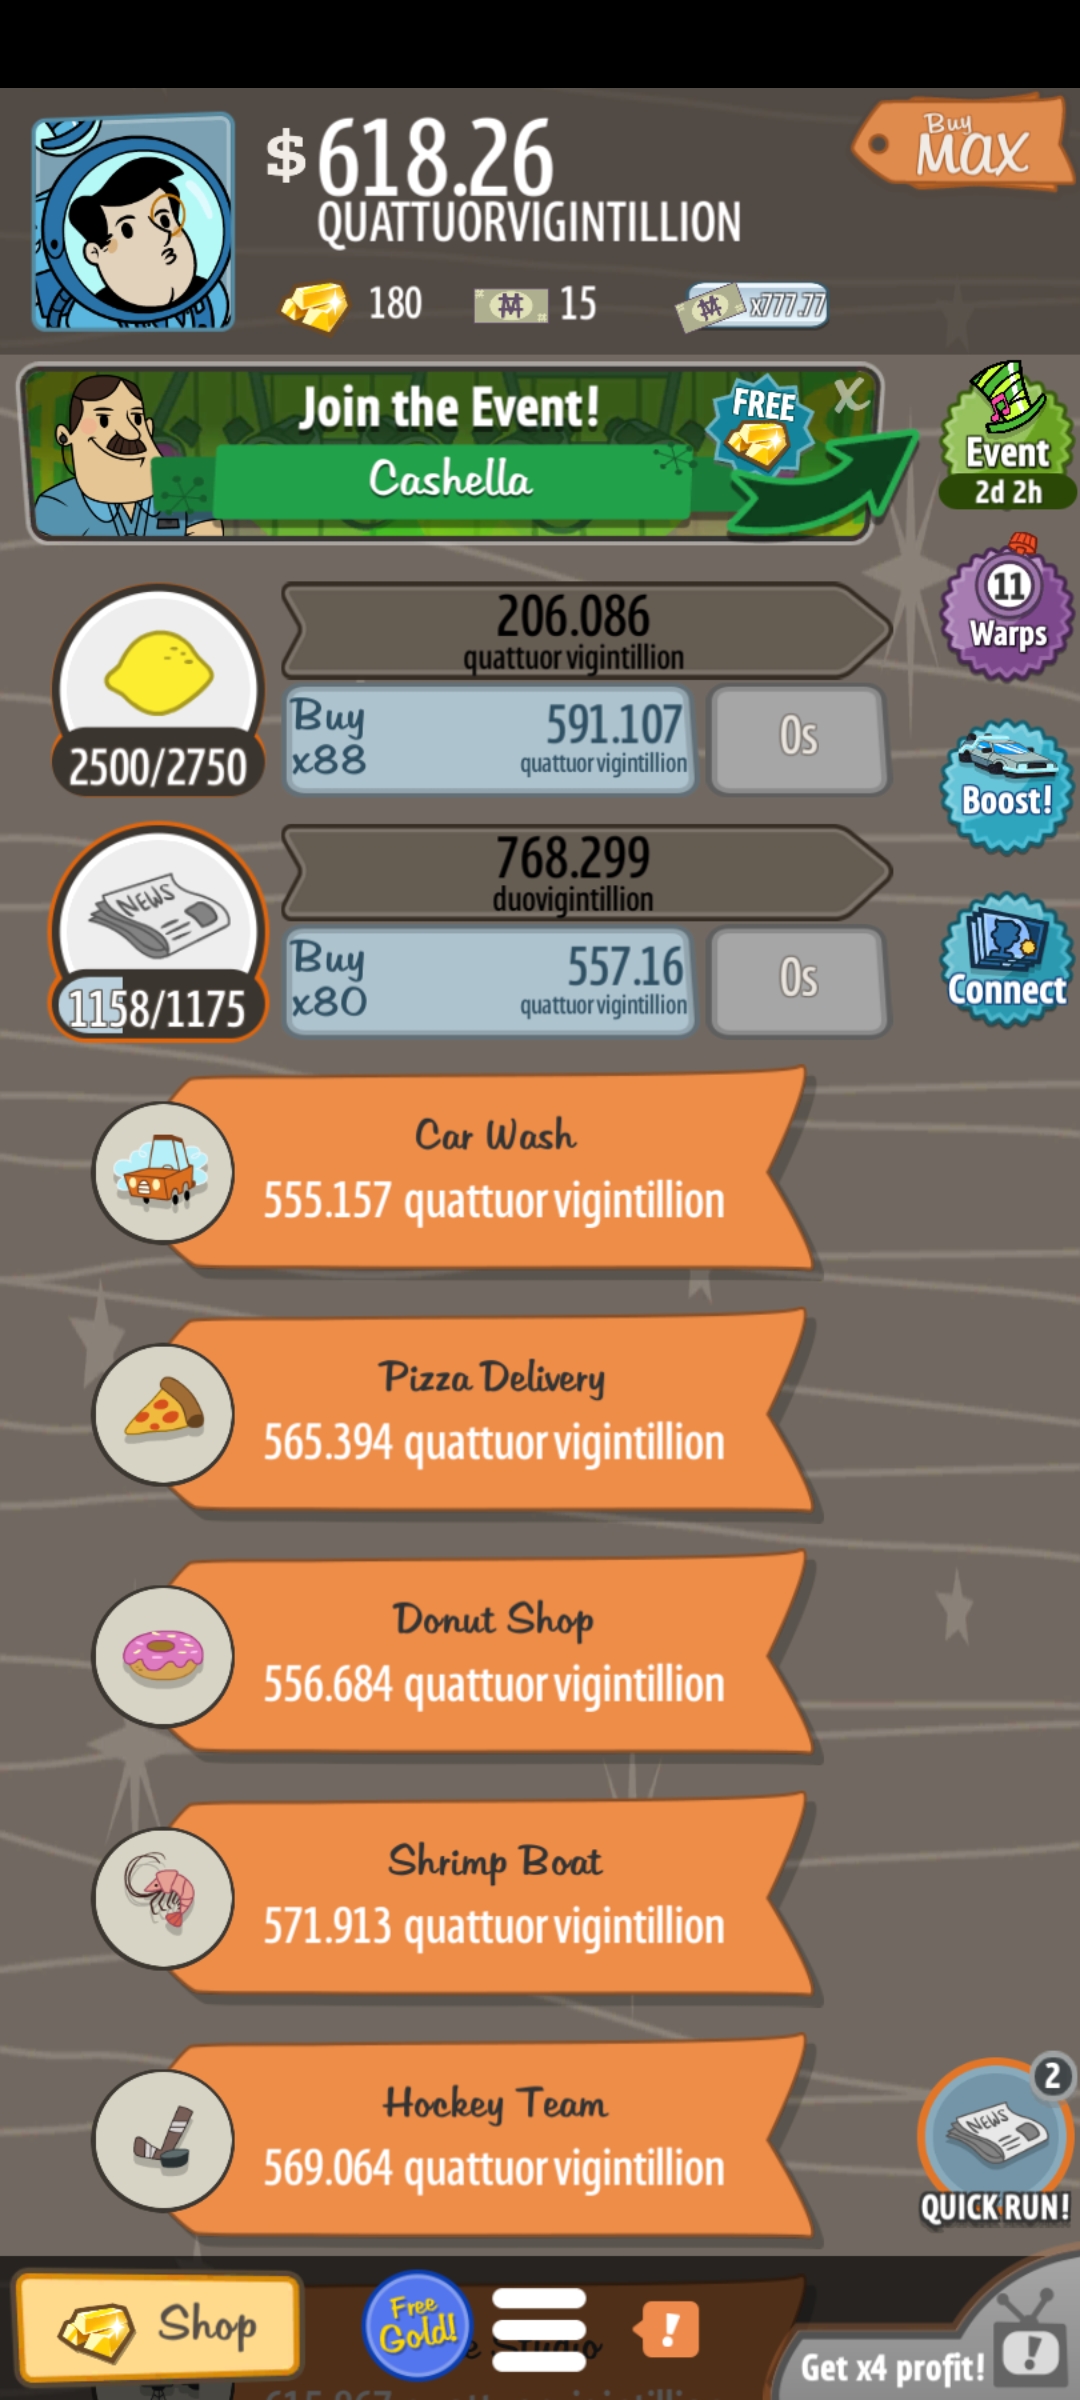 $618.26
QUATTUORVIGINTILLION
Buy
MAX
180
15
x777.77
Join the Event!
Cashella
FREE
X
Event
2d 2h
206.086
quattuor vigintillion
2500/2750
Buy
x88
591.107
quattuor vigintillion
0s
11
Warps
Boost!
768.299
duovigintillion
NEWS
1158/1175
Buy
x80
557.16
quattuor vigintillion
0s
Connect
Car Wash
555.157 quattuor vigintillion
Pizza Delivery
565.394 quattuor vigintillion
Donut Shop
556.684 quattuor vigintillion
Shrimp Boat
571.913 quattuor vigintillion
Hockey Team
569.064 quattuor vigintillion
2
NEWS
QUICK RUN!
Shop
Free
Gold!
!
Get x4 profit!
!